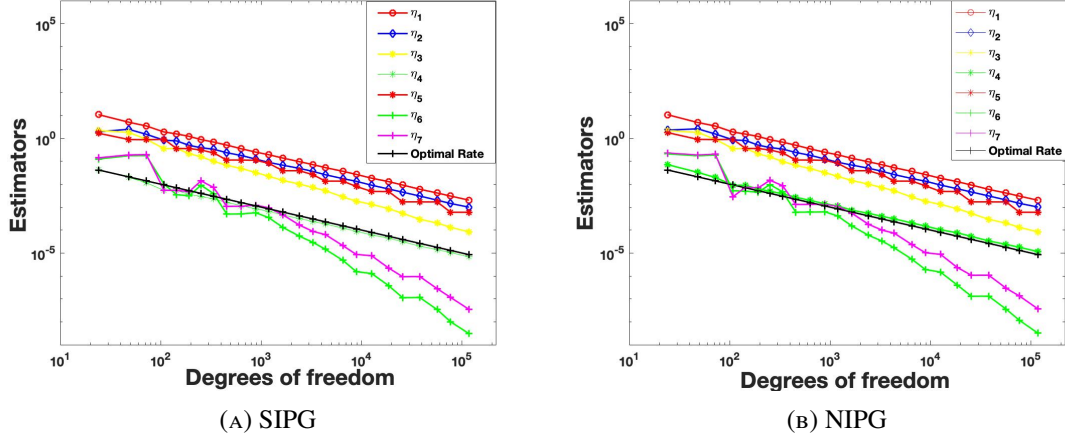 10^5
10^0
10^-5
Estimators
10^1
10^2
10^3
10^4
10^5
Degrees of freedom
η1
η2
η3
η4
η5
η6
η7
Optimal Rate
(A) SIPG
10^5
10^0
10^-5
Estimators
10^1
10^2
10^3
10^4
10^5
Degrees of freedom
η1
η2
η3
η4
η5
η6
η7
Optimal Rate
(B) NIPG